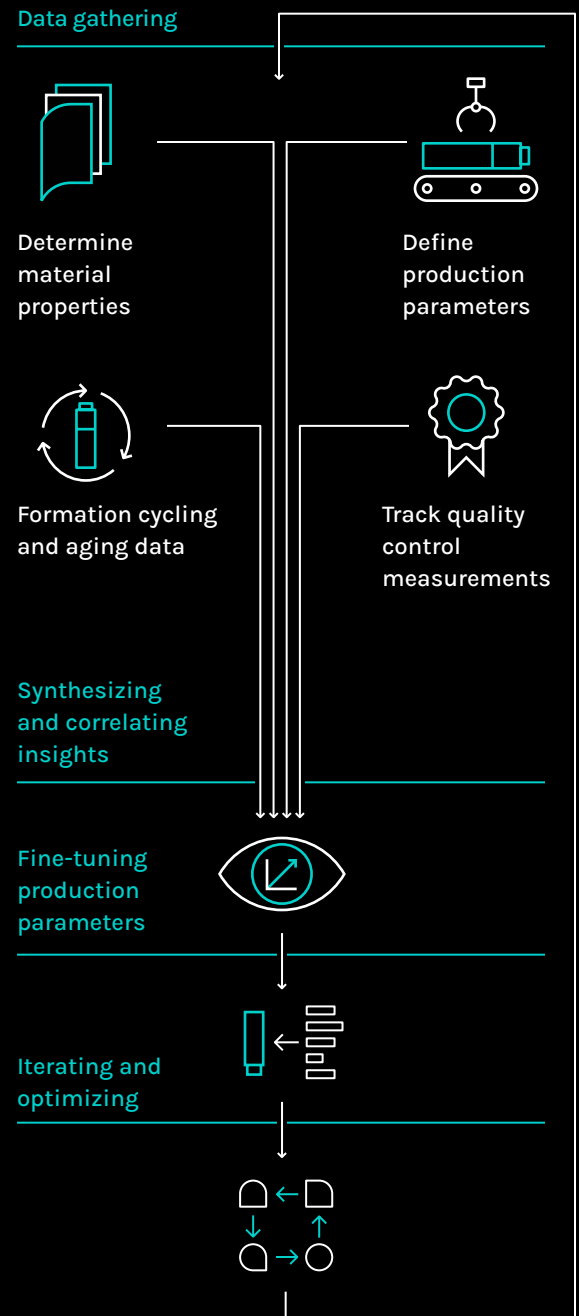 Data gathering
Determine
material
properties
Define
production
parameters
Formation cycling
and aging data
Track quality
control
measurements
Synthesizing
and correlating
insights
Fine-tuning
production
parameters
Iterating and
optimizing